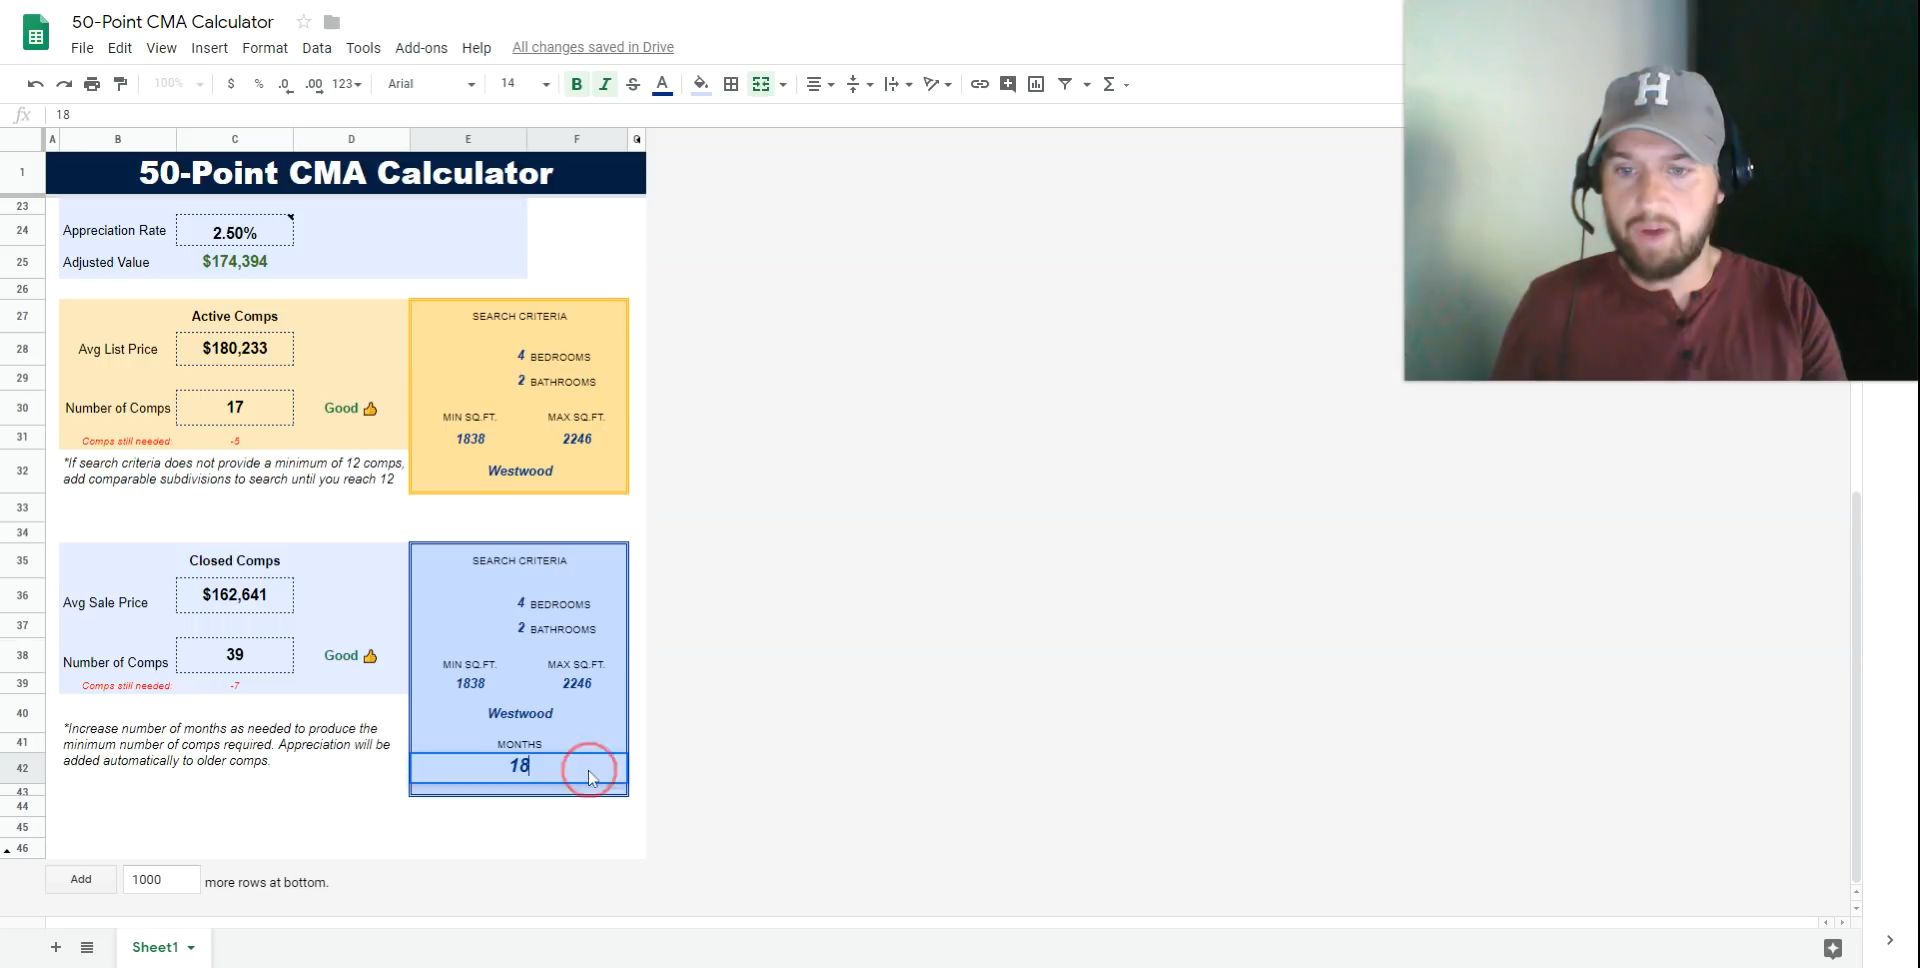 50-Point CMA Calculator
File Edit View Insert Format Data Tools Add-ons Help All changes saved in Drive
100% $ % .0 .00 123 Arial 14 B I S A Σ
fx 18
A B C D E F G
1 50-Point CMA Calculator
23
24 Appreciation Rate 2.50%
25 Adjusted Value $174,394
26
27 Active Comps SEARCH CRITERIA
28 Avg List Price $180,233 4 BEDROOMS
29 2 BATHROOMS
30 Number of Comps 17 Good 👍 MIN SQ.FT. MAX SQ.FT.
31 Comps still needed: -5 1838 2246
32 *If search criteria does not provide a minimum of 12 comps,
add comparable subdivisions to search until you reach 12
Westwood
33
34
35 Closed Comps SEARCH CRITERIA
36 Avg Sale Price $162,641 4 BEDROOMS
37 2 BATHROOMS
38 Number of Comps 39 Good 👍 MIN SQ.FT. MAX SQ.FT.
39 Comps still needed: -7 1838 2246
40 Westwood
*Increase number of months as needed to produce the
41 minimum number of comps required. Appreciation will be MONTHS
42 added automatically to older comps. 18
43
44
45
46
Add 1000 more rows at bottom.
+ Sheet1
H